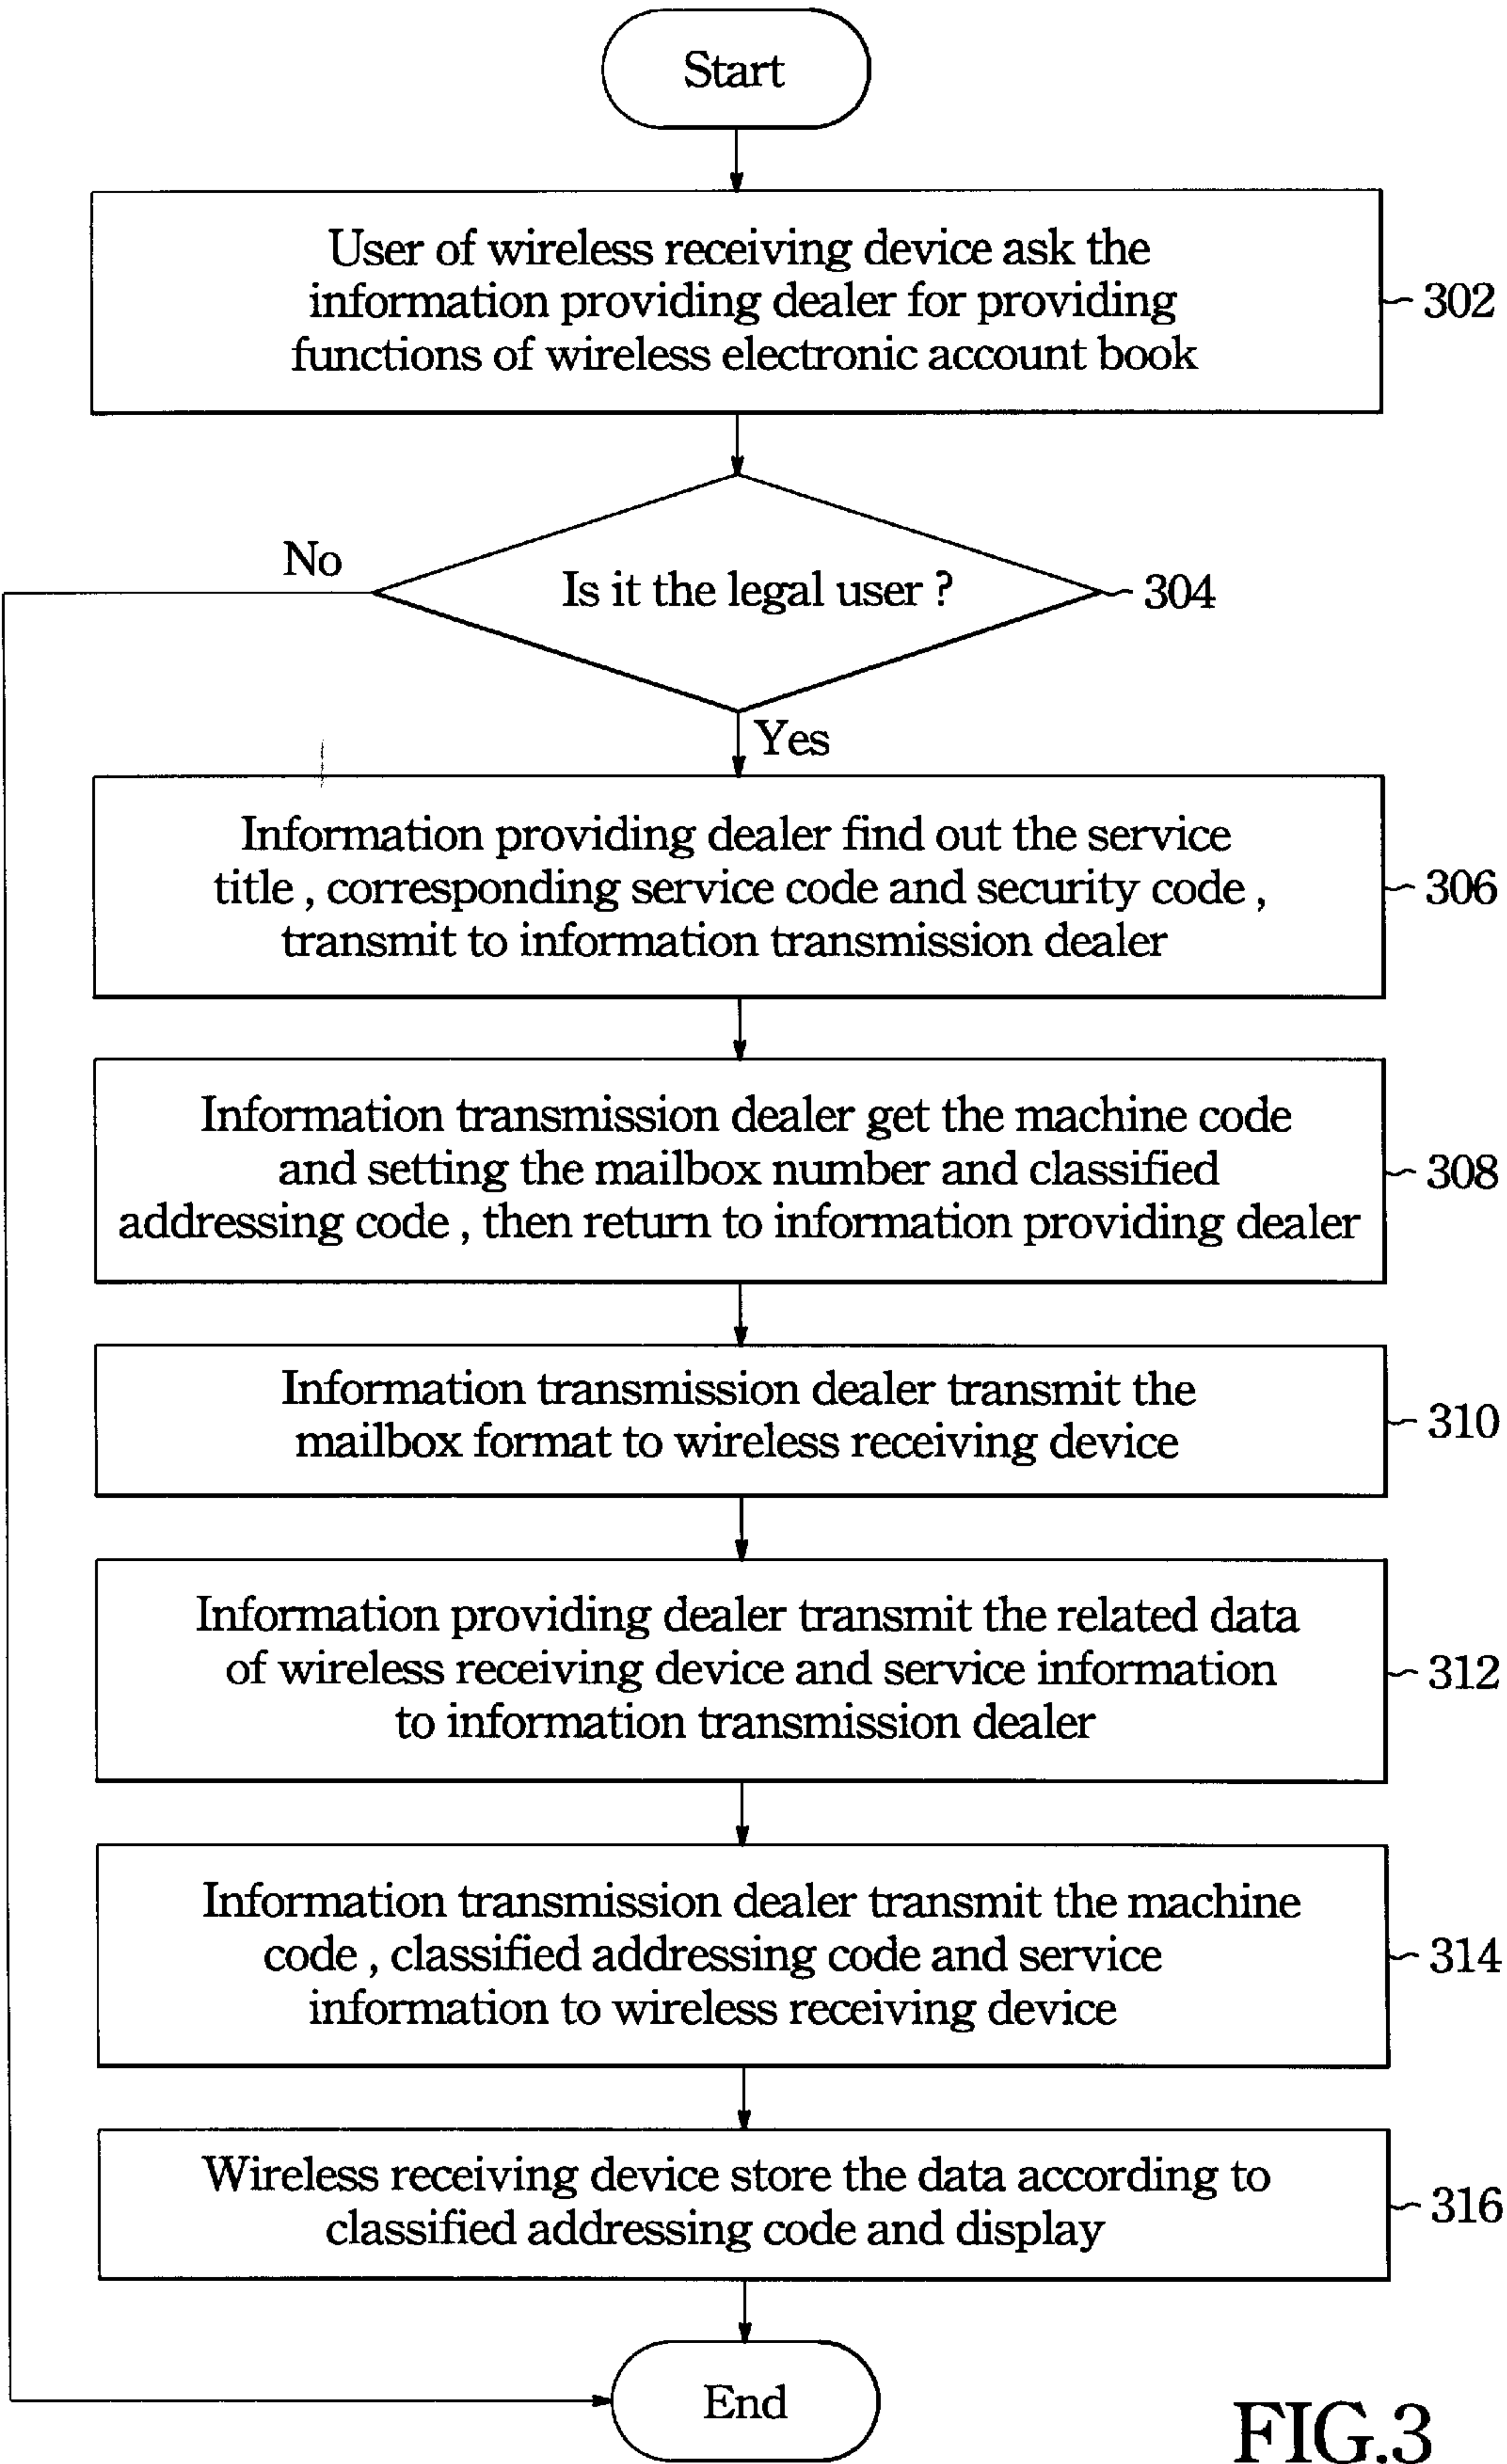 Start
User of wireless receiving device ask the
information providing dealer for providing
functions of wireless electronic account book
302
No
Is it the legal user ?
304
Yes
Information providing dealer find out the service
title , corresponding service code and security code ,
transmit to information transmission dealer
306
Information transmission dealer get the machine code
and setting the mailbox number and classified
addressing code , then return to information providing dealer
308
Information transmission dealer transmit the
mailbox format to wireless receiving device
310
Information providing dealer transmit the related data
of wireless receiving device and service information
to information transmission dealer
312
Information transmission dealer transmit the machine
code , classified addressing code and service
information to wireless receiving device
314
Wireless receiving device store the data according to
classified addressing code and display
316
End
FIG.3